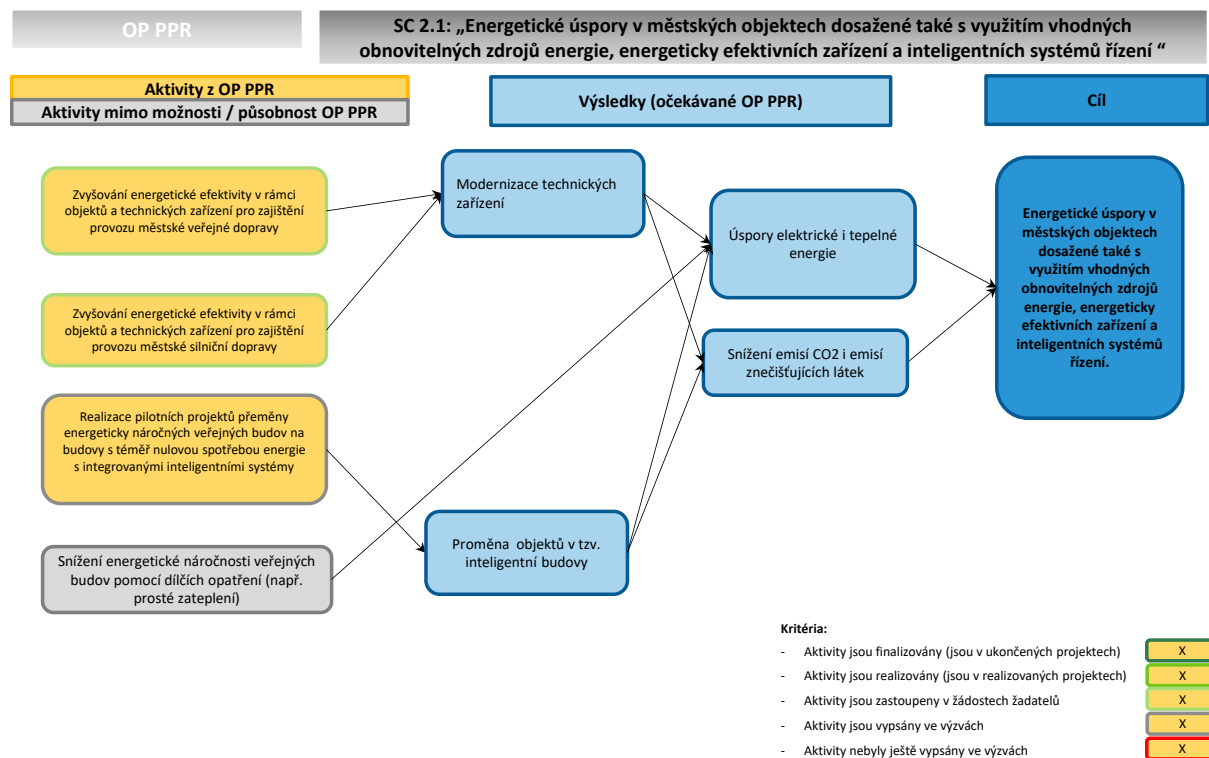 OP PPR
SC 2.1: „Energetické úspory v městských objektech dosažené také s využitím vhodných
obnovitelných zdrojů energie, energeticky efektivních zařízení a inteligentních systémů řízení “
Aktivity z OP PPR
Aktivity mimo možnosti / působnost OP PPR
Výsledky (očekávané OP PPR)
Cíl
Zvyšování energetické efektivity v rámci
objektů a technických zařízení pro zajištění
provozu městské veřejné dopravy
Zvyšování energetické efektivity v rámci
objektů a technických zařízení pro zajištění
provozu městské silniční dopravy
Realizace pilotních projektů přeměny
energeticky náročných veřejných budov na
budovy s téměř nulovou spotřebou energie
s integrovanými inteligentními systémy
Snížení energetické náročnosti veřejných
budov pomocí dílčích opatření (např.
prosté zateplení)
Modernizace technických
zařízení
Proměna objektů v tzv.
inteligentní budovy
Úspory elektrické i tepelné
energie
Snížení emisí CO2 i emisí
znečišťujících látek
Energetické úspory v
městských objektech
dosažené také s
využitím vhodných
obnovitelných zdrojů
energie, energeticky
efektivních zařízení a
inteligentních systémů
řízení.
Kritéria:
- Aktivity jsou finalizovány (jsou v ukončených projektech) X
- Aktivity jsou realizovány (jsou v realizovaných projektech) X
- Aktivity jsou zastoupeny v žádostech žadatelů X
- Aktivity jsou vypsány ve výzvách X
- Aktivity nebyly ještě vypsány ve výzvách X